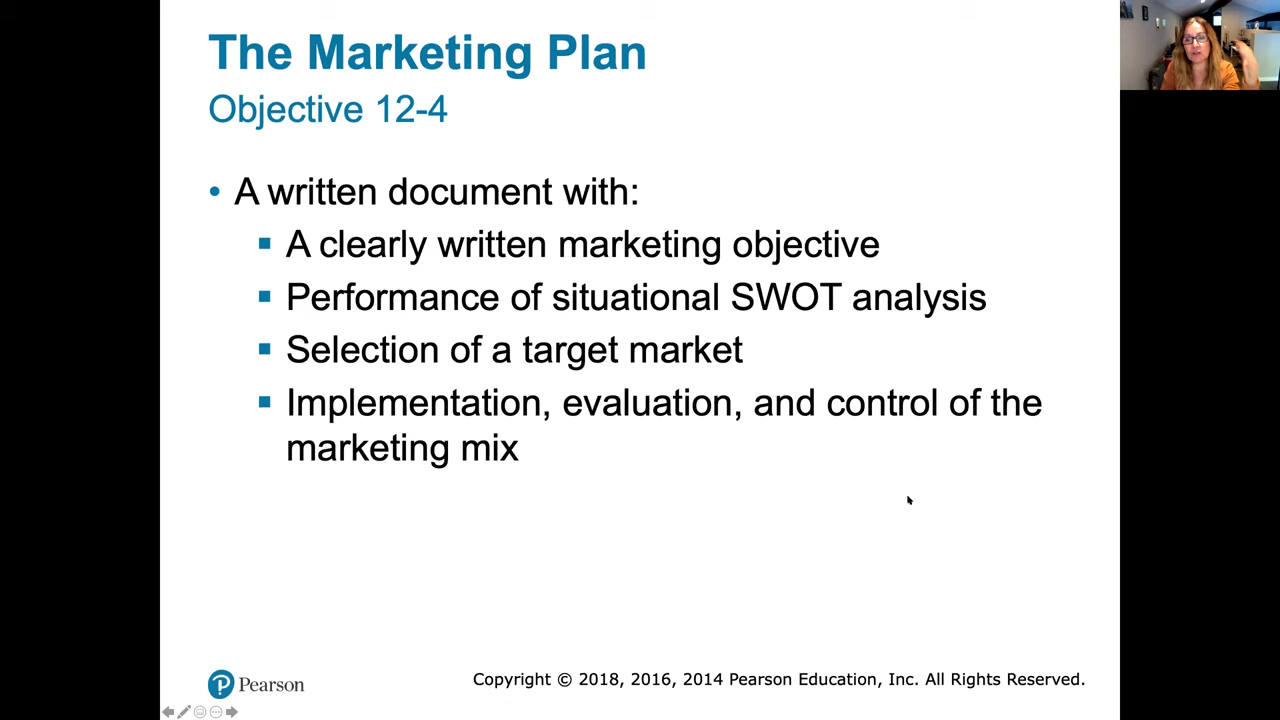 The Marketing Plan
Objective 12-4
• A written document with:
▪ A clearly written marketing objective
▪ Performance of situational SWOT analysis
▪ Selection of a target market
▪ Implementation, evaluation, and control of the
marketing mix
Pearson
Copyright © 2018, 2016, 2014 Pearson Education, Inc. All Rights Reserved.